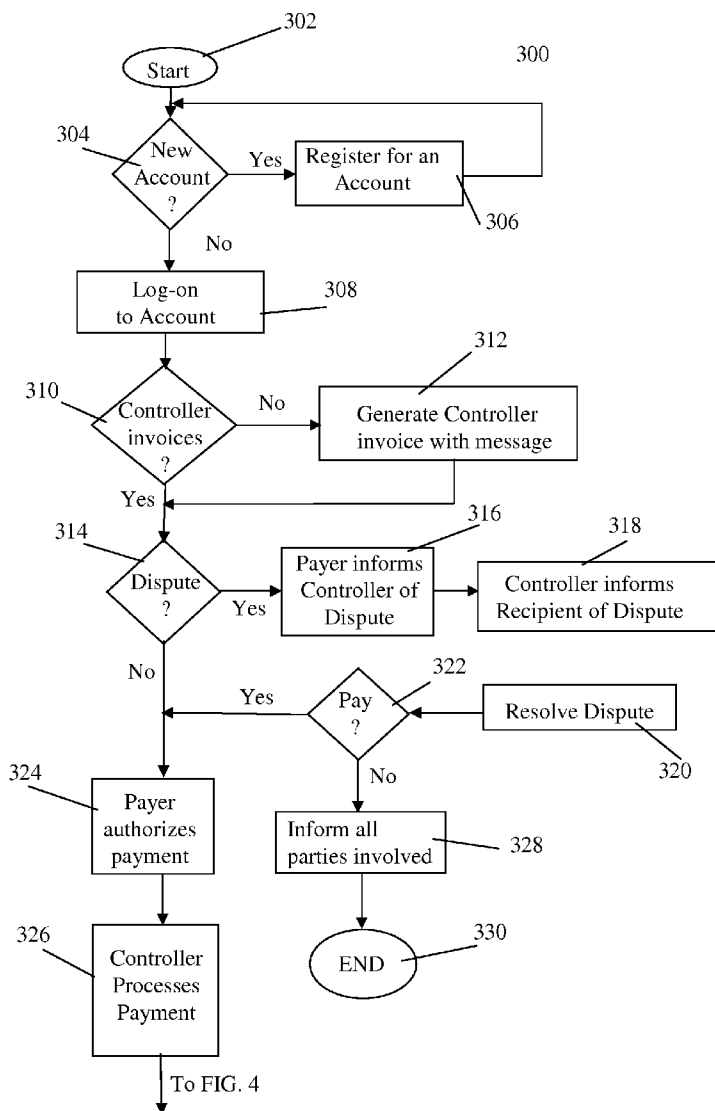 302
Start
300
304
New
Account
?
Yes
Register for an
Account
306
No
Log-on
to Account
308
310
Controller
invoices
?
No
312
Generate Controller
invoice with message
Yes
314
Dispute
?
Yes
316
Payer informs
Controller of
Dispute
318
Controller informs
Recipient of Dispute
No
Yes
322
Pay
?
Resolve Dispute
320
324
Payer
authorizes
payment
No
Inform all
parties involved
328
326
Controller
Processes
Payment
330
END
To FIG. 4